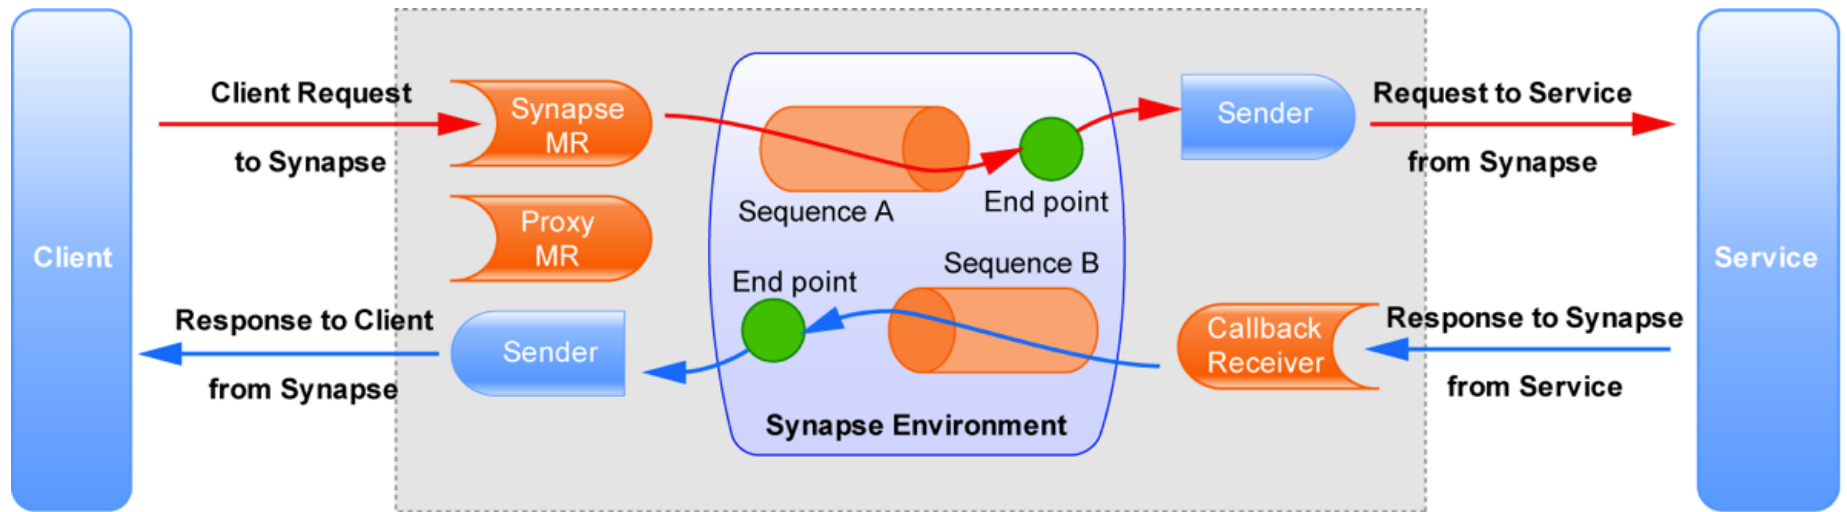 Client
Client Request
to Synapse
Response to Client
from Synapse
Synapse
MR
Proxy
MR
Sender
Sequence A
End point
Sequence B
End point
Synapse Environment
Sender
Callback
Receiver
Request to Service
from Synapse
Response to Synapse
from Service
Service